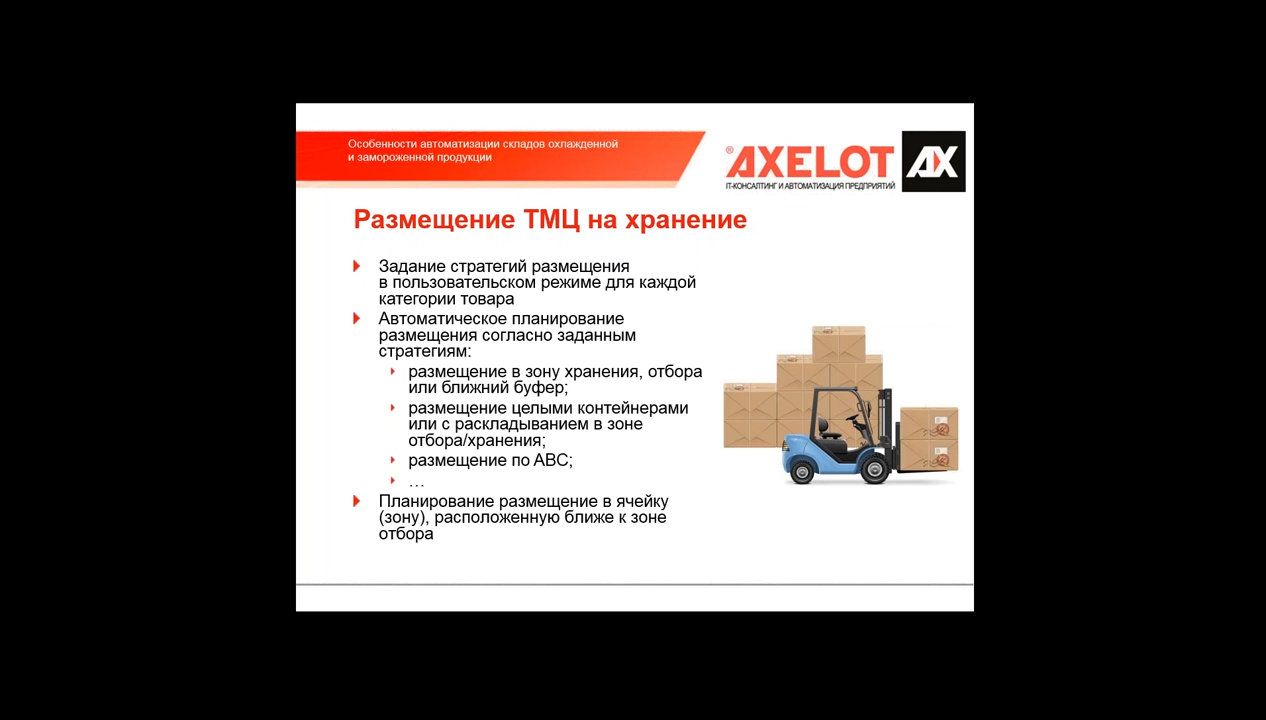 Особенности автоматизации складов охлажденной
и замороженной продукции
® AXELOT AX
IT-КОНСАЛТИНГ И АВТОМАТИЗАЦИЯ ПРЕДПРИЯТИЙ
Размещение ТМЦ на хранение
Задание стратегий размещения
в пользовательском режиме для каждой
категории товара
Автоматическое планирование
размещения согласно заданным
стратегиям:
размещение в зону хранения, отбора
или ближний буфер;
размещение целыми контейнерами
или с раскладыванием в зоне
отбора/хранения;
размещение по ABC;
…
Планирование размещение в ячейку
(зону), расположенную ближе к зоне
отбора